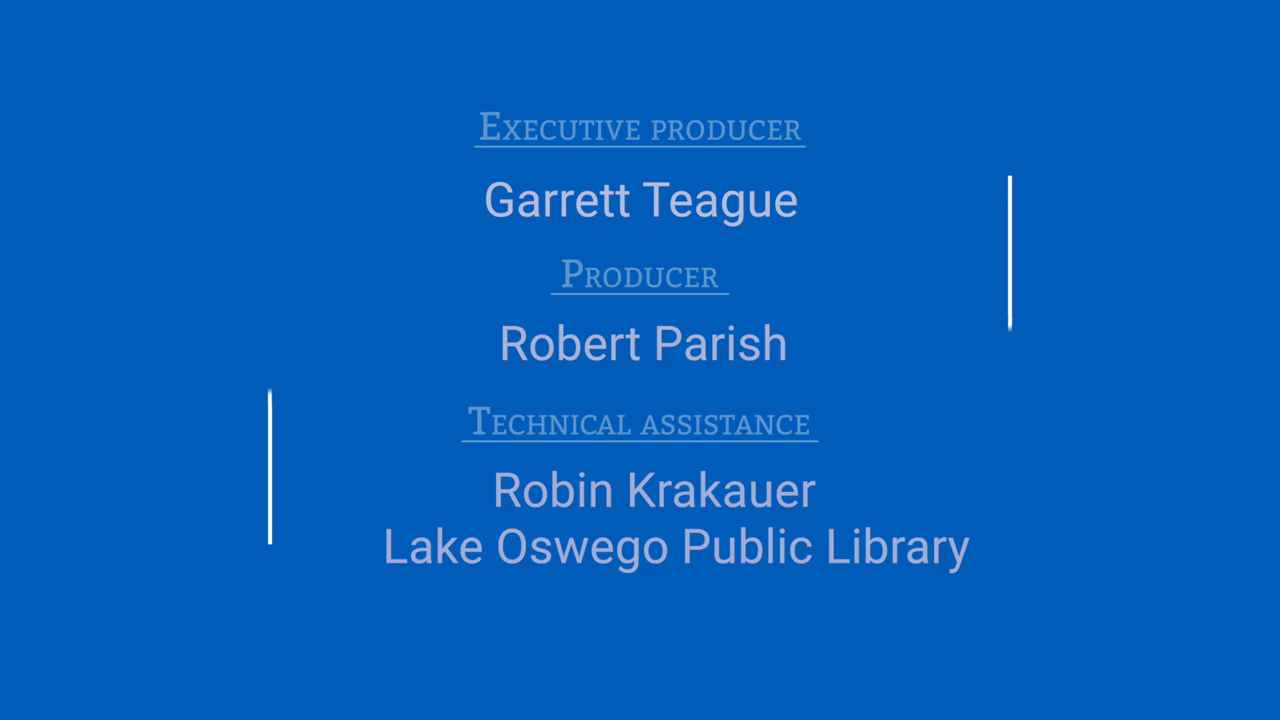 Executive producer
Garrett Teague
Producer
Robert Parish
Technical assistance
Robin Krakauer
Lake Oswego Public Library